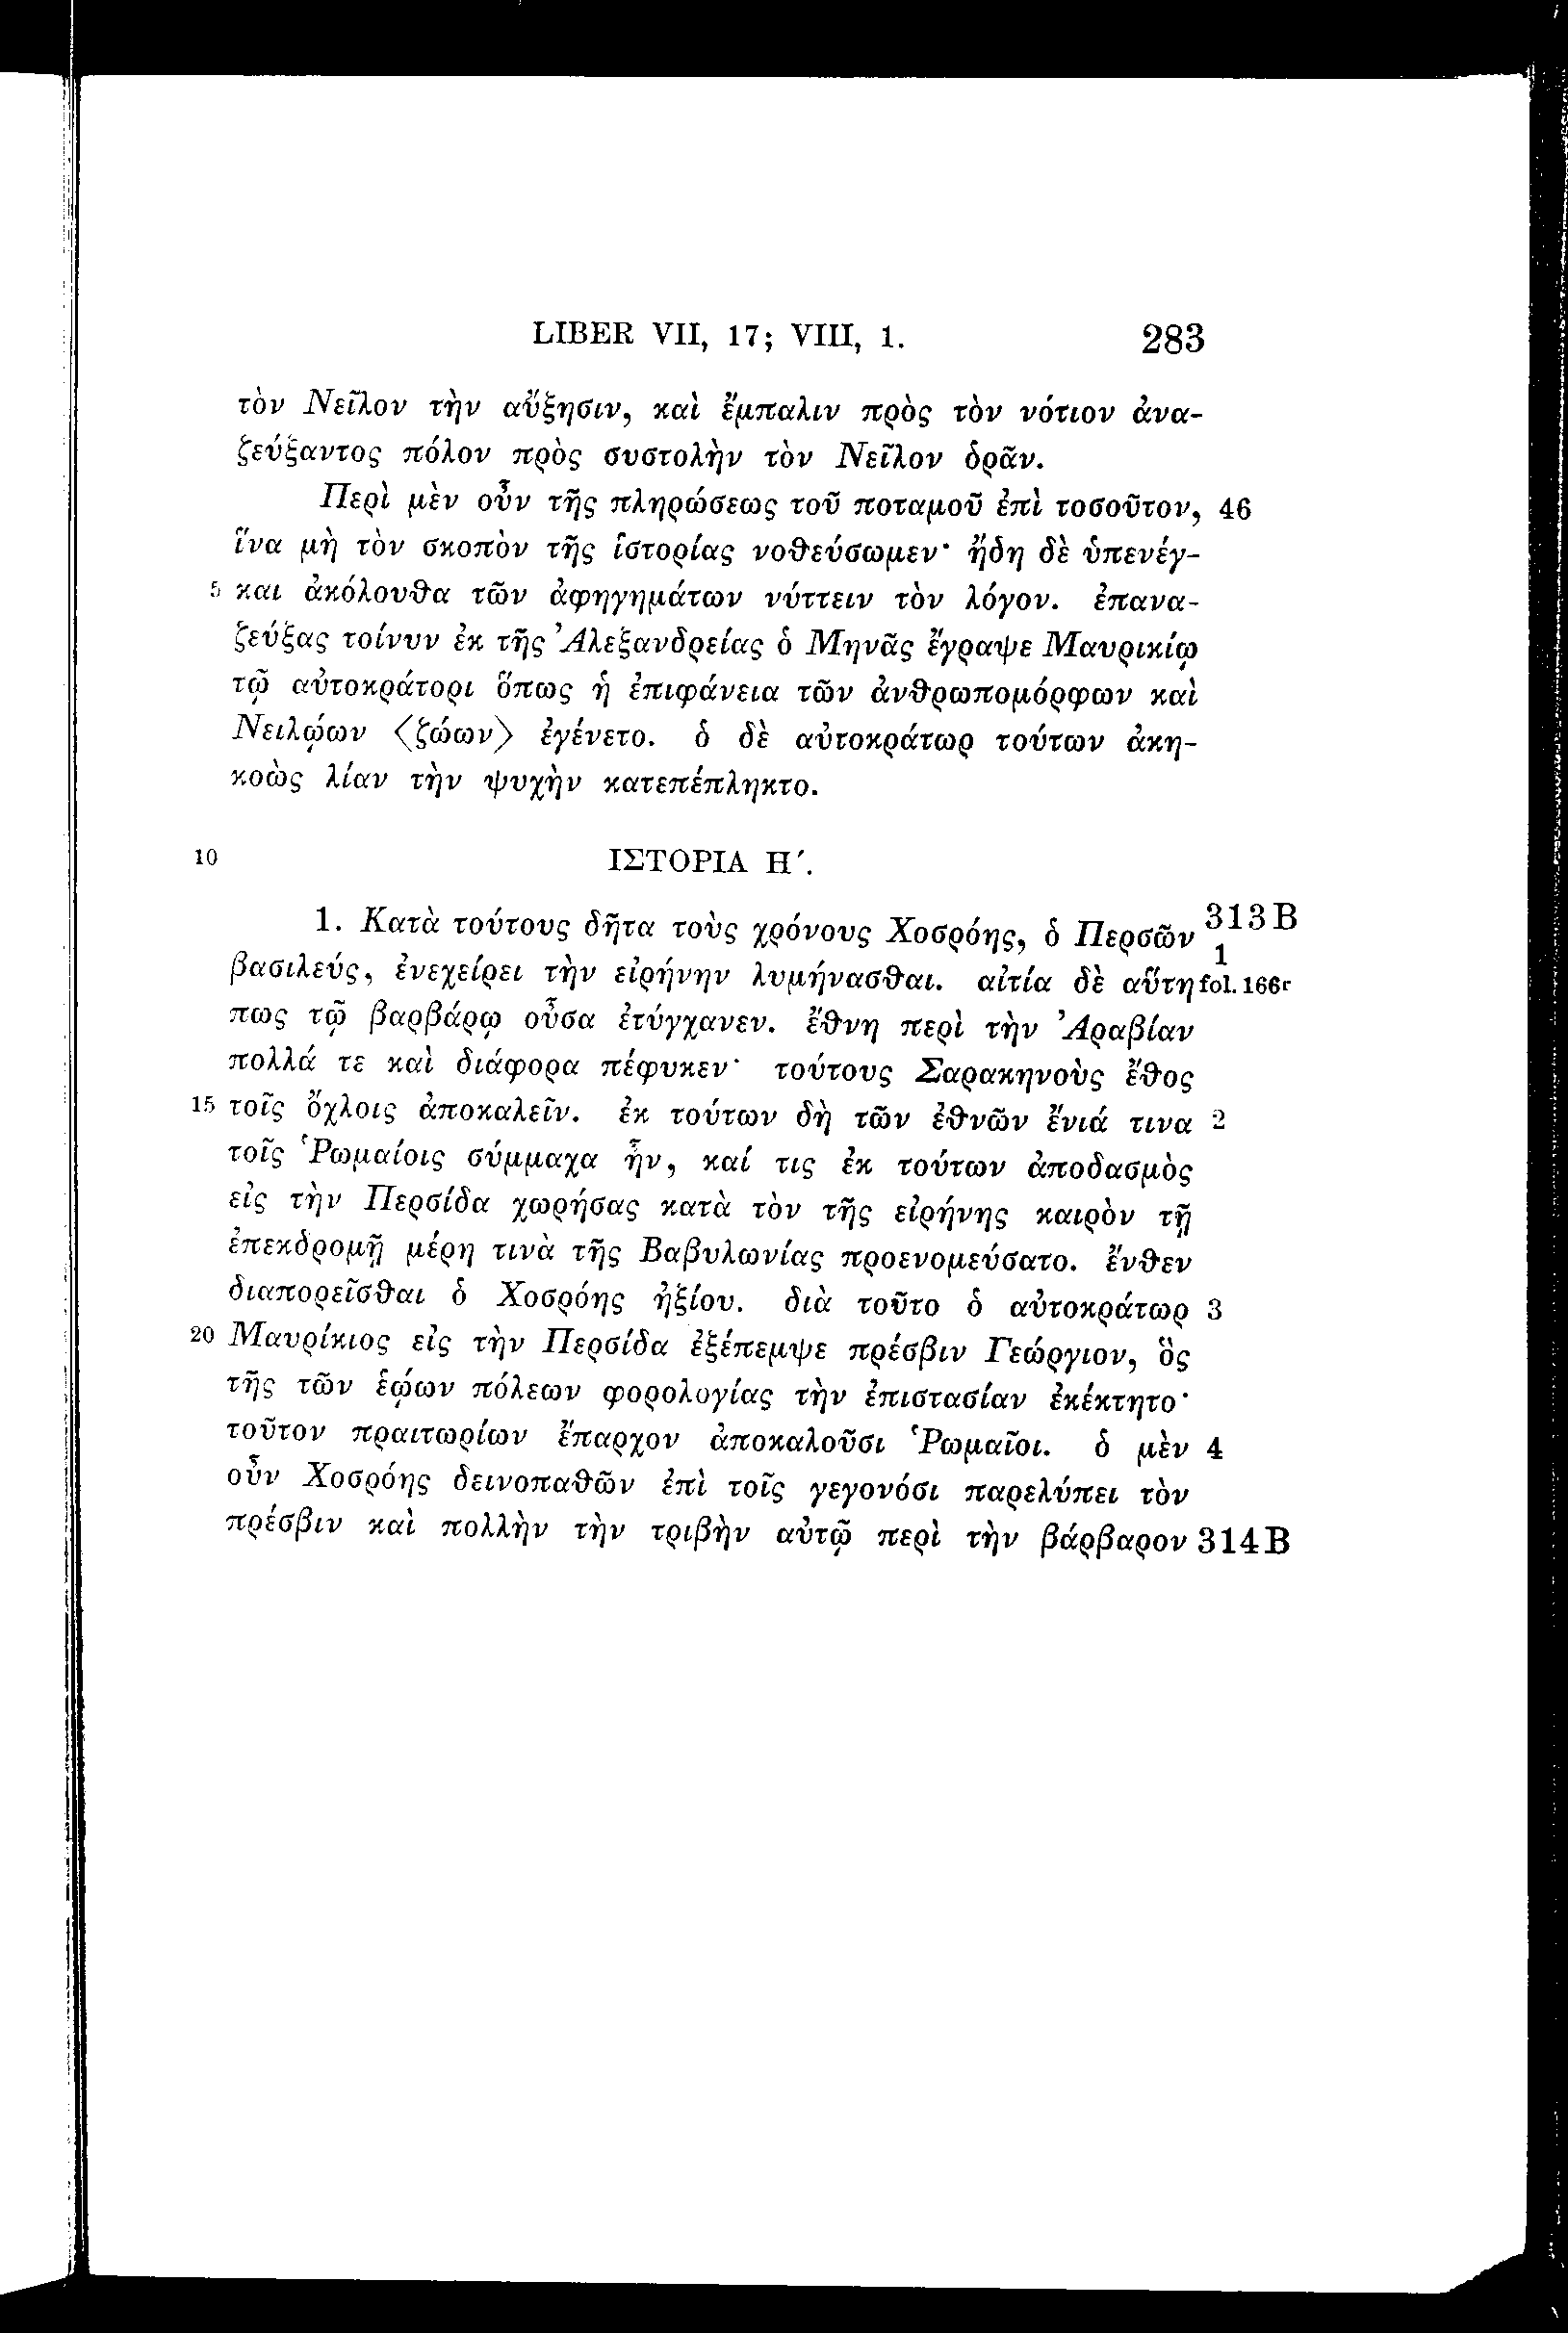 LIBER VII, 17; VIII, 1. 283
τὸν Νεῖλον τὴν αὔξησιν, καὶ ἔμπαλιν πρὸς τὸν νότιον ἀνα-
ζεύξαντος πόλον πρὸς συστολὴν τὸν Νεῖλον δρᾶν.
Περὶ μὲν οὖν τῆς πληρώσεως τοῦ ποταμοῦ ἐπὶ τοσοῦτον, 46
ἵνα μὴ τὸν σκοπὸν τῆς ἱστορίας νοθεύσωμεν· ἤδη δὲ ὑπενέγ-
5 και ἀκόλουθα τῶν ἀφηγημάτων νύττειν τὸν λόγον. ἐπανα-
ζεύξας τοίνυν ἐκ τῆς Ἀλεξανδρείας ὁ Μηνᾶς ἔγραψε Μαυρικίῳ
τῷ αὐτοκράτορι ὅπως ἡ ἐπιφάνεια τῶν ἀνθρωπομόρφων καὶ
Νειλῴων 〈ζώων〉 ἐγένετο. ὁ δὲ αὐτοκράτωρ τούτων ἀκη-
κοὼς λίαν τὴν ψυχὴν κατεπέπληκτο.
10 ΙΣΤΟΡΙΑ Η΄.
1. Κατὰ τούτους δῆτα τοὺς χρόνους Χοσρόης, ὁ Περσῶν 313 B
1
βασιλεύς, ἐνεχείρει τὴν εἰρήνην λυμήνασθαι. αἰτία δὲ αὕτη fol. 166r
πως τῷ βαρβάρῳ οὖσα ἐτύγχανεν. ἔθνη περὶ τὴν Ἀραβίαν
πολλά τε καὶ διάφορα πέφυκεν· τούτους Σαρακηνοὺς ἔθος
15 τοῖς ὄχλοις ἀποκαλεῖν. ἐκ τούτων δὴ τῶν ἐθνῶν ἔνιά τινα 2
τοῖς Ῥωμαίοις σύμμαχα ἦν, καί τις ἐκ τούτων ἀποδασμὸς
εἰς τὴν Περσίδα χωρήσας κατὰ τὸν τῆς εἰρήνης καιρὸν τῇ
ἐπεκδρομῇ μέρη τινὰ τῆς Βαβυλωνίας προενομεύσατο. ἔνθεν
διαπορεῖσθαι ὁ Χοσρόης ἠξίου. διὰ τοῦτο ὁ αὐτοκράτωρ 3
20 Μαυρίκιος εἰς τὴν Περσίδα ἐξέπεμψε πρέσβιν Γεώργιον, ὃς
τῆς τῶν ἑῴων πόλεων φορολογίας τὴν ἐπιστασίαν ἐκέκτητο·
τοῦτον πραιτωρίων ἔπαρχον ἀποκαλοῦσι Ῥωμαῖοι. ὁ μὲν 4
οὖν Χοσρόης δεινοπαθῶν ἐπὶ τοῖς γεγονόσι παρελύπει τὸν
πρέσβιν καὶ πολλὴν τὴν τριβὴν αὐτῷ περὶ τὴν βάρβαρον 314 B